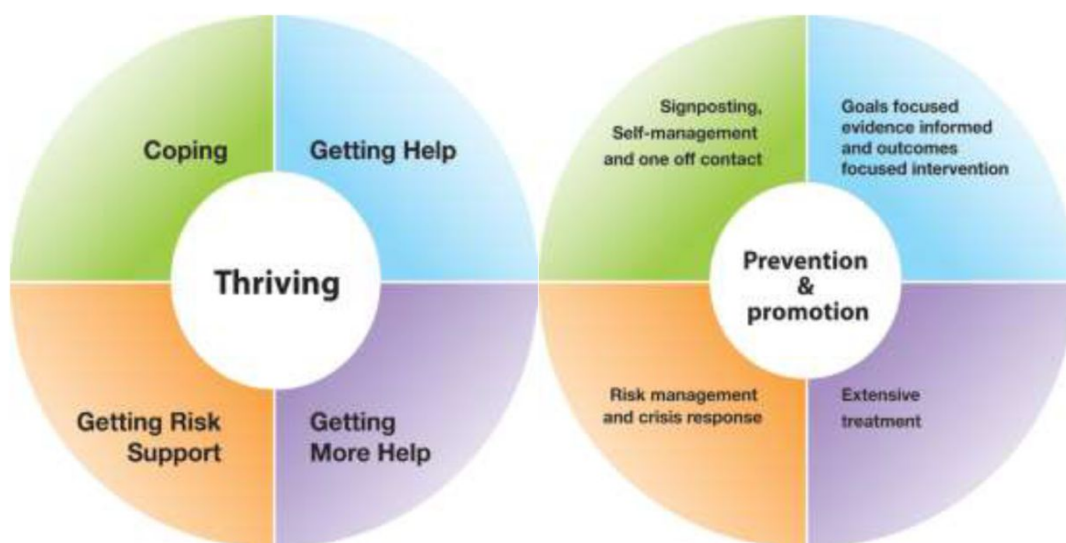 Coping
Getting Help
Thriving
Getting Risk
Support
Getting
More Help
Signposting,
Self-management
and one off contact
Goals focused
evidence informed
and outcomes
focused intervention
Prevention
&
promotion
Risk management
and crisis response
Extensive
treatment